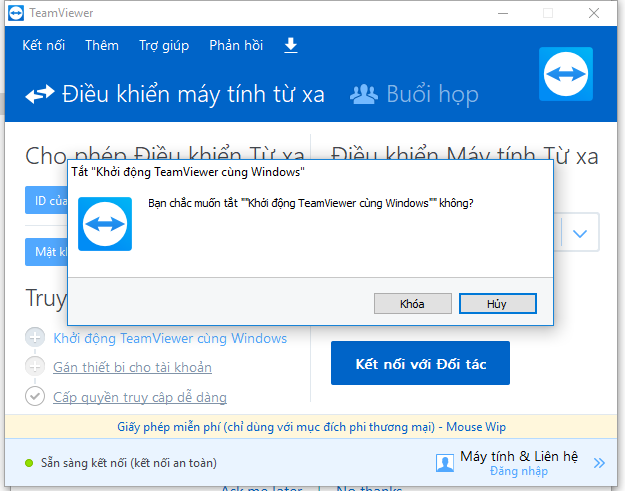 TeamViewer
Kết nối Thêm Trợ giúp Phản hồi
Điều khiển máy tính từ xa Buổi họp
Cho phép Điều khiển Từ xa Điều khiển Máy tính Từ xa
Tắt "Khởi động TeamViewer cùng Windows"
Bạn chắc muốn tắt ""Khởi động TeamViewer cùng Windows"" không?
ID của
Mật
Khóa Hủy
Truy
Khởi động TeamViewer cùng Windows
Gán thiết bi cho tài khoản
Kết nối với Đối tác
Cấp quyền truy câp dễ dàng
Giấy phép miễn phí (chỉ dùng với mục đích phi thương mại) - Mouse Wip
Sẵn sàng kết nối (kết nối an toàn)
Máy tính & Liên hệ
Đăng nhập
Ask me later No thanks